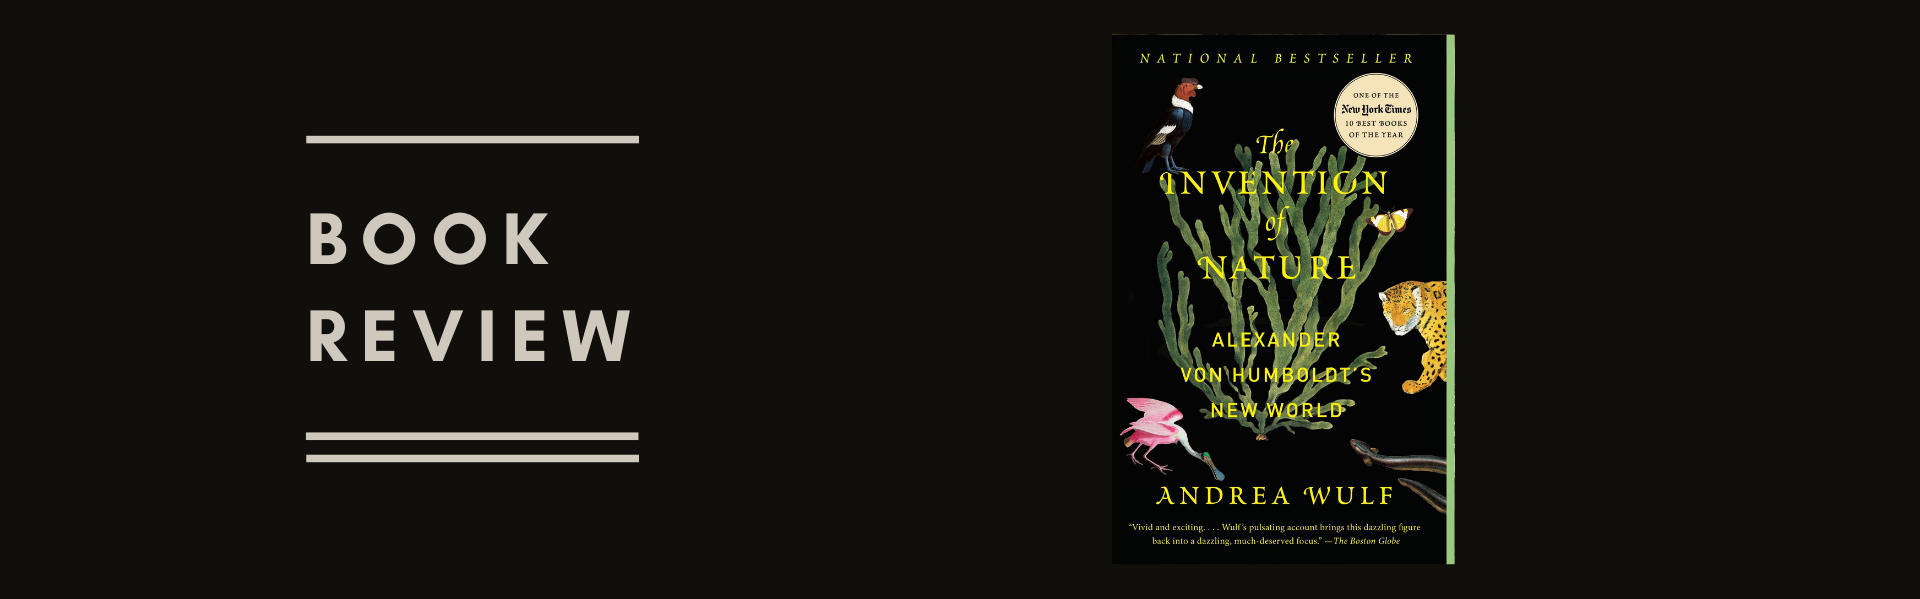 BOOK
REVIEW
NATIONAL BESTSELLER
ONE OF THE
New York Times
10 BEST BOOKS
OF THE YEAR
The
INVENTION
of
NATURE
ALEXANDER
VON HUMBOLDT'S
NEW WORLD
ANDREA WULF
"Vivid and exciting. . . . Wulf's pulsating account brings this dazzling figure
back into a dazzling, much-deserved focus." —The Boston Globe